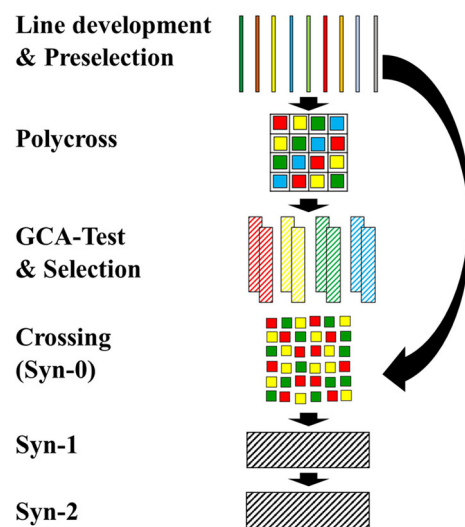 Line development
& Preselection
Polycross
GCA-Test
& Selection
Crossing
(Syn-0)
Syn-1
Syn-2